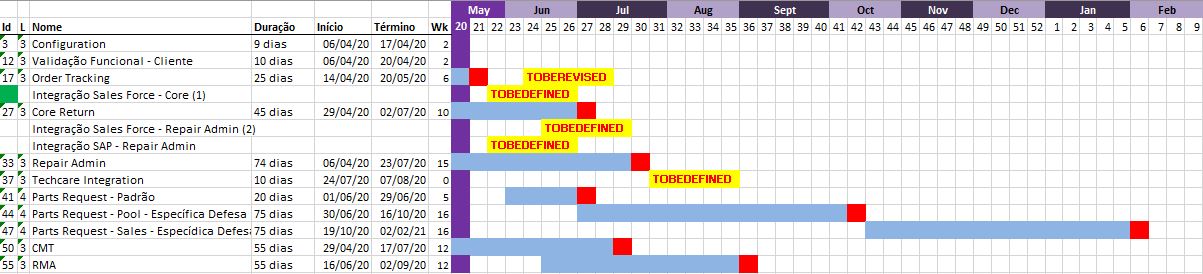 May Jun Jul Aug Sept Oct Nov Dec Jan Feb
Id L Nome Duração Início Término Wk 20 21 22 23 24 25 26 27 28 29 30 31 32 33 34 35 36 37 38 39 40 41 42 43 44 45 46 47 48 49 50 51 52 53 1 2 3 4 5 6 7 8 9
3 3 Configuration 9 dias 06/04/20 17/04/20 2
12 3 Validação Funcional - Cliente 10 dias 06/04/20 20/04/20 2
17 3 Order Tracking 25 dias 14/04/20 20/05/20 6 TOBEREVISED
Integração Sales Force - Core (1) TOBEDEFINED
27 3 Core Return 45 dias 29/04/20 02/07/20 10
Integração Sales Force - Repair Admin (2) TOBEDEFINED
Integração SAP - Repair Admin TOBEDEFINED
33 3 Repair Admin 74 dias 06/04/20 23/07/20 15
37 3 Techcare Integration 10 dias 24/07/20 07/08/20 0 TOBEDEFINED
41 4 Parts Request - Padrão 20 dias 01/06/20 29/06/20 5
44 4 Parts Request - Pool - Específica Defesa 75 dias 30/06/20 16/10/20 16
47 4 Parts Request - Sales - Especídica Defesa 75 dias 19/10/20 02/02/21 16
50 3 CMT 55 dias 29/04/20 17/07/20 12
55 3 RMA 55 dias 16/06/20 02/09/20 12